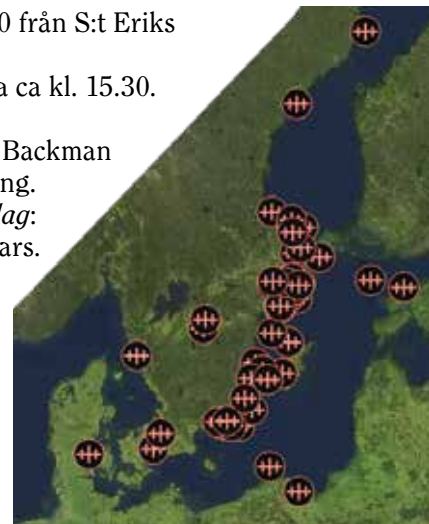 0 från S:t Eriks
a ca kl. 15.30.
Backman
ng.
lag:
ars.